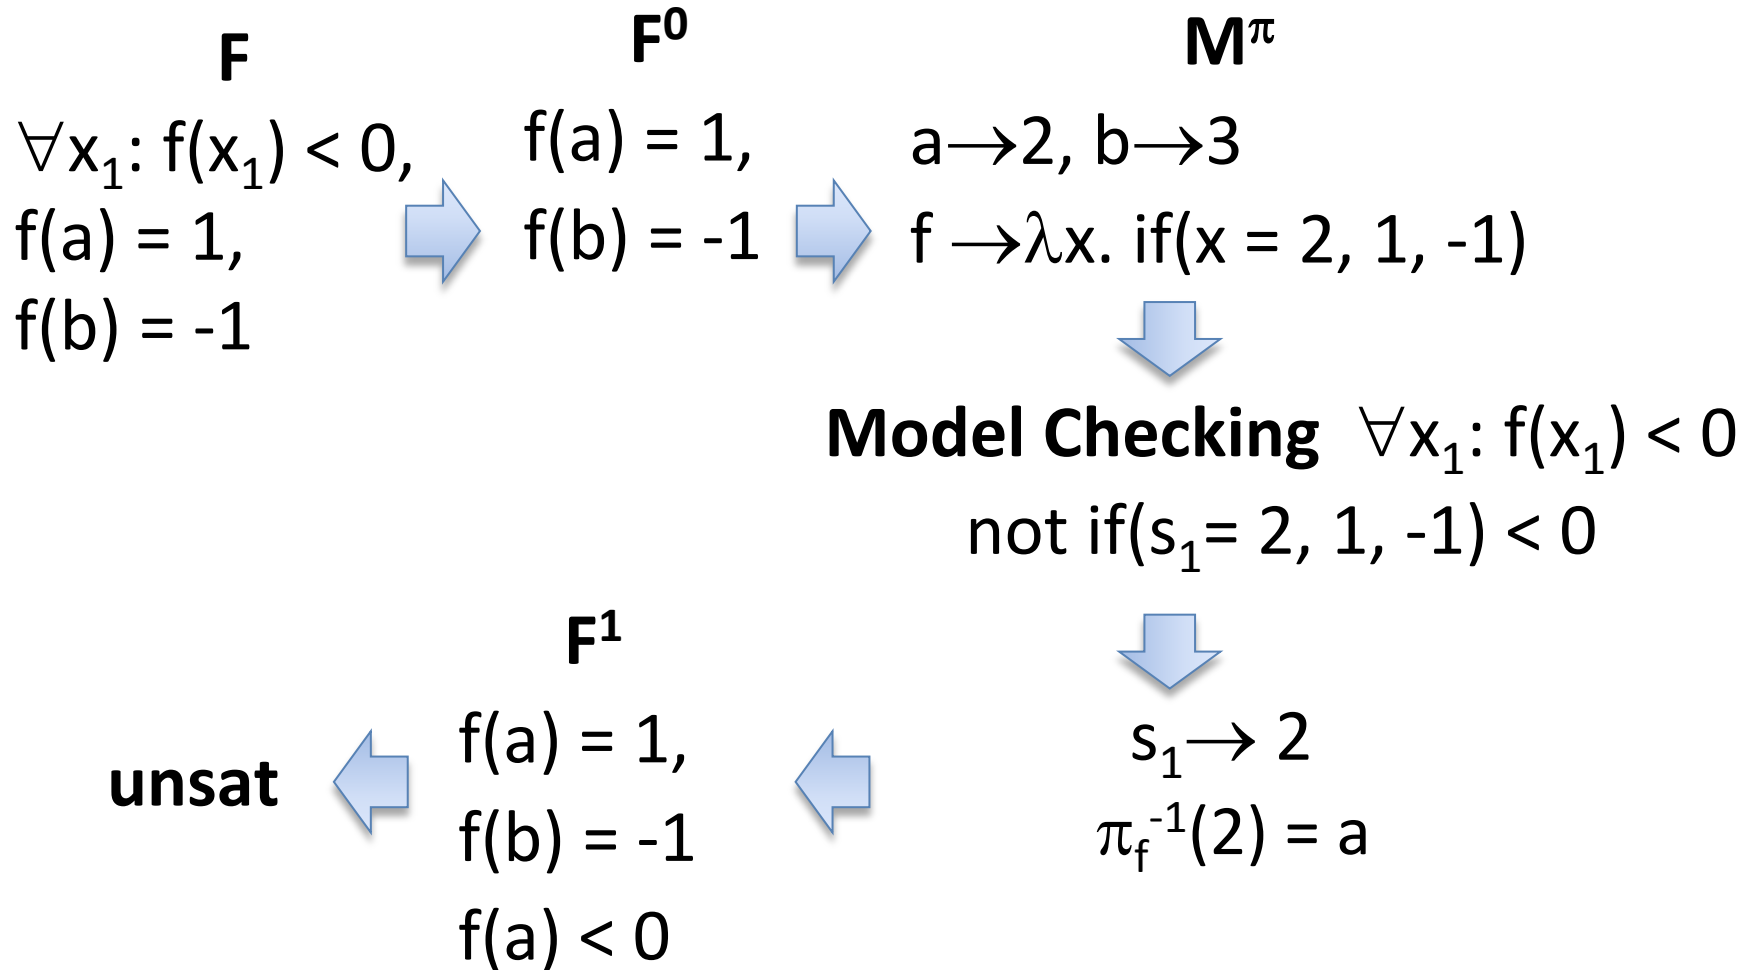 F
∀x₁: f(x₁) < 0,
f(a) = 1,
f(b) = -1
F⁰
f(a) = 1,
f(b) = -1
M^π
a→2, b→3
f →λx. if(x = 2, 1, -1)
Model Checking ∀x₁: f(x₁) < 0
not if(s₁= 2, 1, -1) < 0
s₁→ 2
π_f⁻¹(2) = a
F¹
f(a) = 1,
f(b) = -1
f(a) < 0
unsat